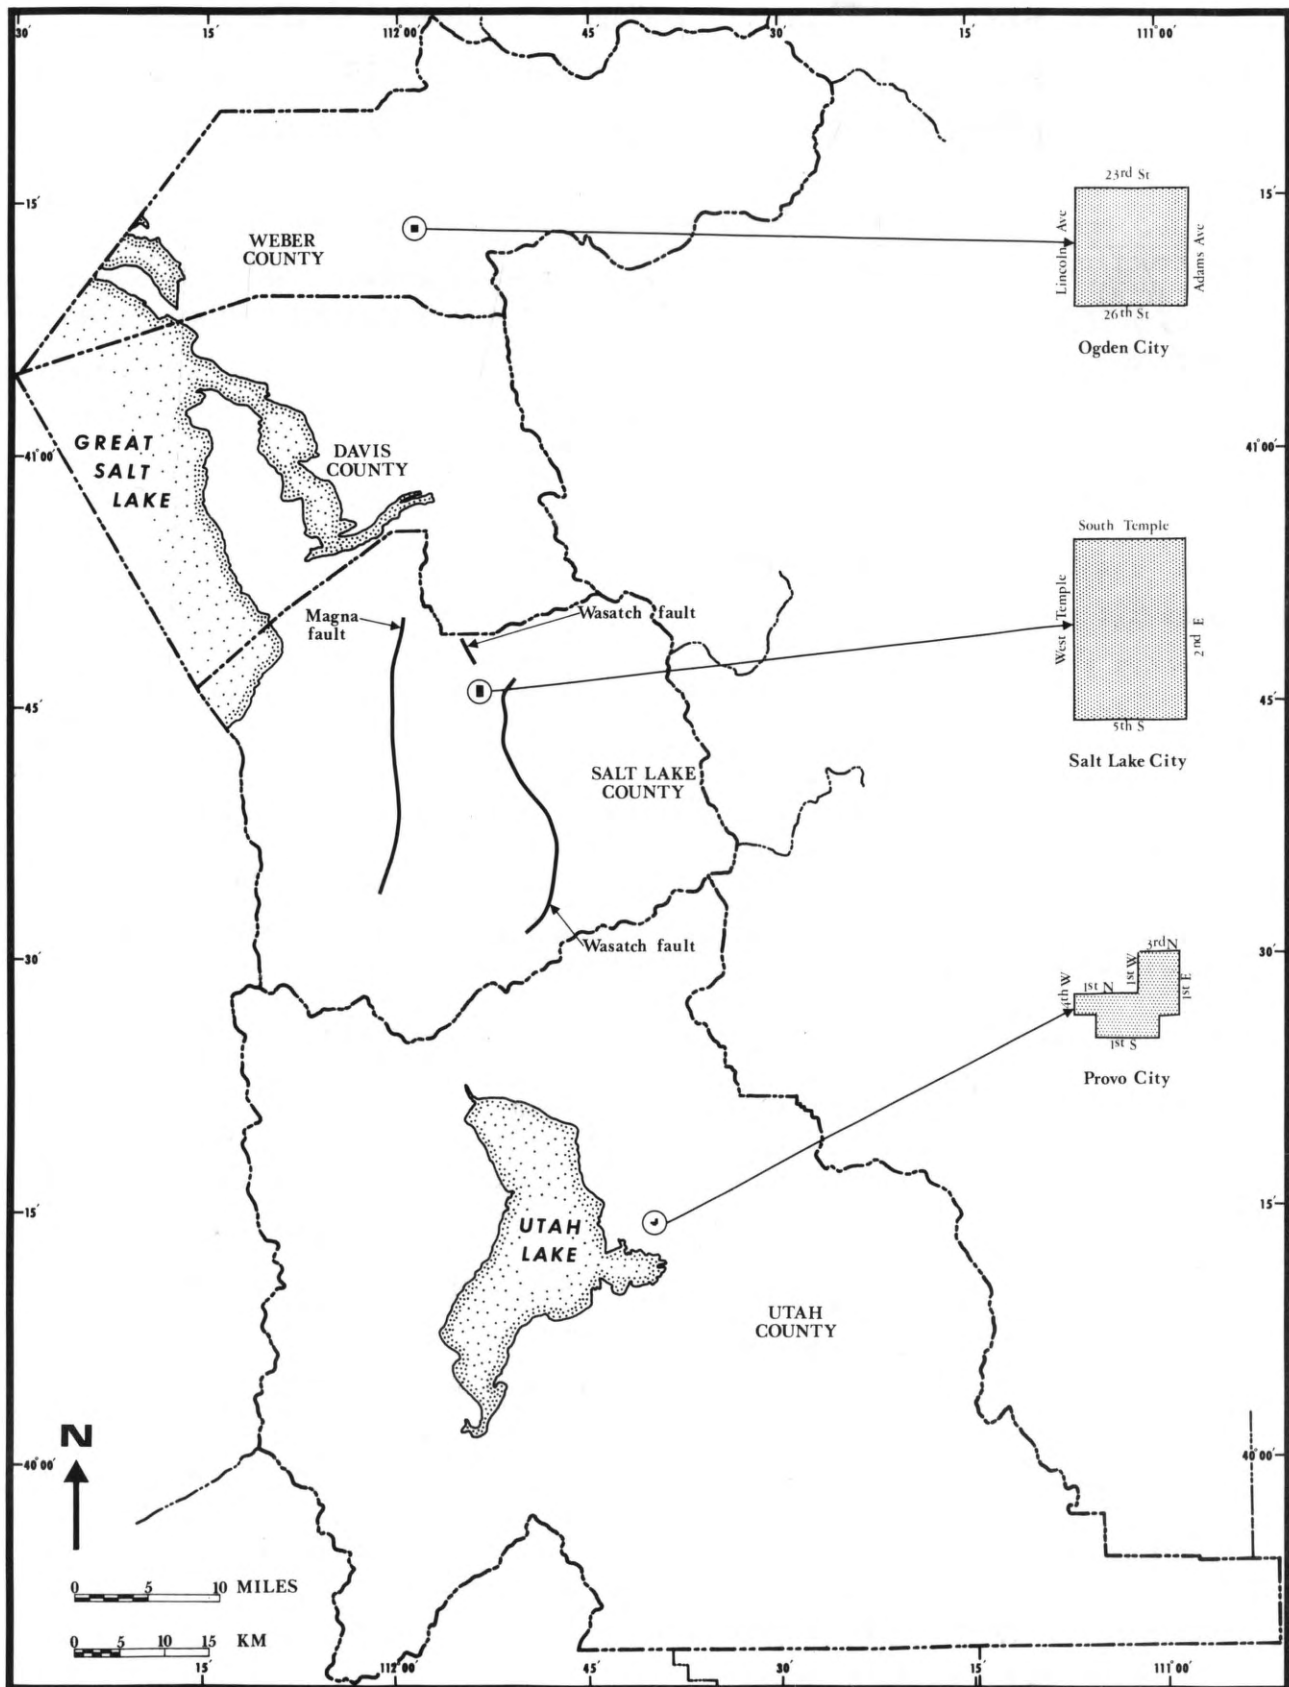 30′
15′
112°00′
45′
30′
15′
111°00′
23rd St
15′
15′
Lincoln Ave
Adams Ave
WEBER
COUNTY
26th St
Ogden City
GREAT
SALT
LAKE
DAVIS
COUNTY
41°00′
41°00′
South Temple
Magna
fault
Wasatch fault
West Temple
2nd E
45′
45′
5th S
Salt Lake City
SALT LAKE
COUNTY
Wasatch fault
30′
30′
3rd N
1st W
4th W
1st N
1st E
1st S
Provo City
15′
15′
UTAH
LAKE
UTAH
COUNTY
N
40°00′
40°00′
0 5 10 MILES
0 5 10 15 KM
15′
112°00′
45′
30′
15′
111°00′